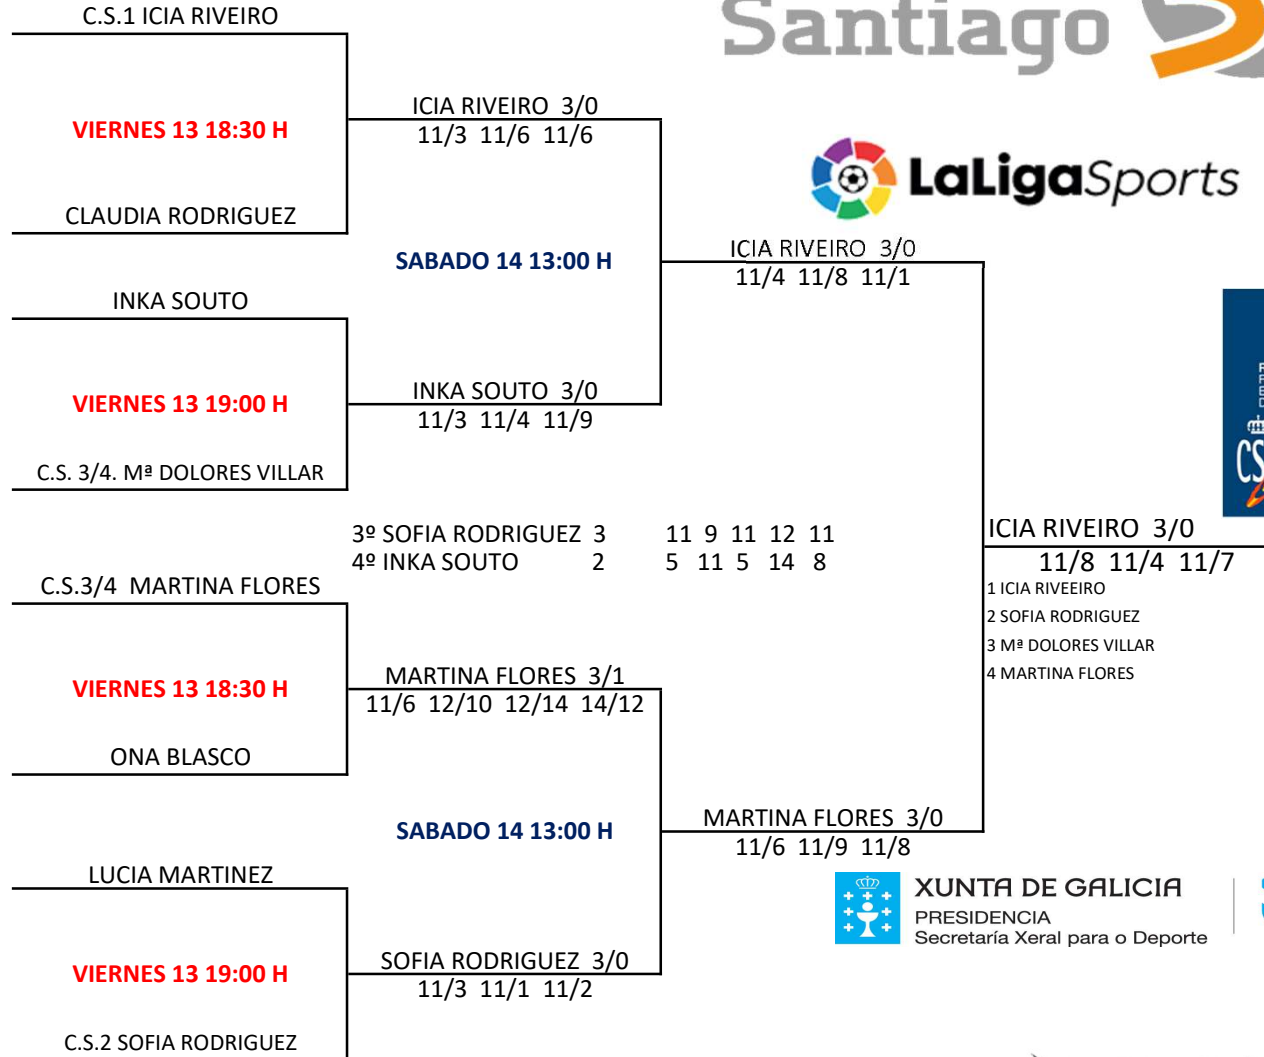 C.S.1 ICIA RIVEIRO
Santiago
VIERNES 13 18:30 H
ICIA RIVEIRO 3/0
11/3 11/6 11/6
LaLigaSports
CLAUDIA RODRIGUEZ
SABADO 14 13:00 H
ICIA RIVEIRO 3/0
11/4 11/8 11/1
INKA SOUTO
VIERNES 13 19:00 H
INKA SOUTO 3/0
11/3 11/4 11/9
C.S. 3/4. Mª DOLORES VILLAR
3º SOFIA RODRIGUEZ 3 11 9 11 12 11
4º INKA SOUTO 2 5 11 5 14 8
ICIA RIVEIRO 3/0
11/8 11/4 11/7
1 ICIA RIVEEIRO
2 SOFIA RODRIGUEZ
3 Mª DOLORES VILLAR
4 MARTINA FLORES
C.S.3/4 MARTINA FLORES
VIERNES 13 18:30 H
MARTINA FLORES 3/1
11/6 12/10 12/14 14/12
ONA BLASCO
SABADO 14 13:00 H
MARTINA FLORES 3/0
11/6 11/9 11/8
LUCIA MARTINEZ
XUNTA DE GALICIA
PRESIDENCIA
Secretaría Xeral para o Deporte
VIERNES 13 19:00 H
SOFIA RODRIGUEZ 3/0
11/3 11/1 11/2
C.S.2 SOFIA RODRIGUEZ